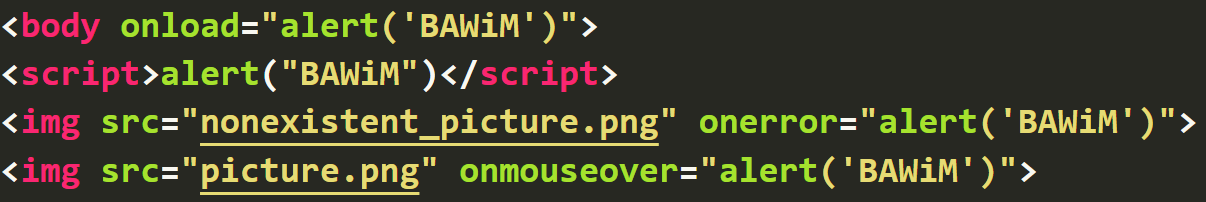 <body onload="alert('BAWiM')">
<script>alert("BAWiM")</script>
<img src="nonexistent_picture.png" onerror="alert('BAWiM')">
<img src="picture.png" onmouseover="alert('BAWiM')">